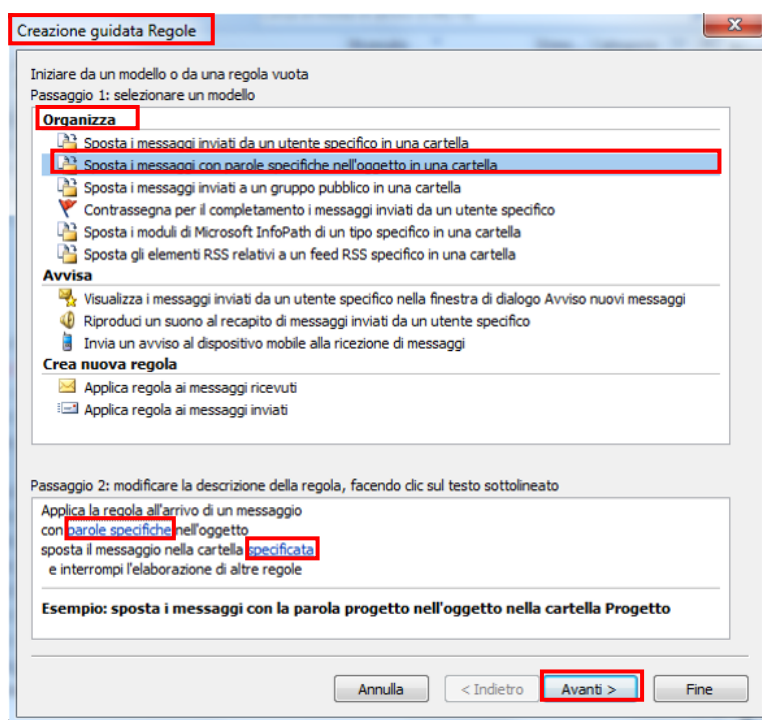 Creazione guidata Regole
Iniziare da un modello o da una regola vuota
Passaggio 1: selezionare un modello
Organizza
Sposta i messaggi inviati da un utente specifico in una cartella
Sposta i messaggi con parole specifiche nell'oggetto in una cartella
Sposta i messaggi inviati a un gruppo pubblico in una cartella
Contrassegna per il completamento i messaggi inviati da un utente specifico
Sposta i moduli di Microsoft InfoPath di un tipo specifico in una cartella
Sposta gli elementi RSS relativi a un feed RSS specifico in una cartella
Avvisa
Visualizza i messaggi inviati da un utente specifico nella finestra di dialogo Avviso nuovi messaggi
Riproduci un suono al recapito di messaggi inviati da un utente specifico
Invia un avviso al dispositivo mobile alla ricezione di messaggi
Crea nuova regola
Applica regola ai messaggi ricevuti
Applica regola ai messaggi inviati
Passaggio 2: modificare la descrizione della regola, facendo clic sul testo sottolineato
Applica la regola all'arrivo di un messaggio
con parole specifiche nell'oggetto
sposta il messaggio nella cartella specificata
e interrompi l'elaborazione di altre regole
Esempio: sposta i messaggi con la parola progetto nell'oggetto nella cartella Progetto
Annulla < Indietro Avanti > Fine